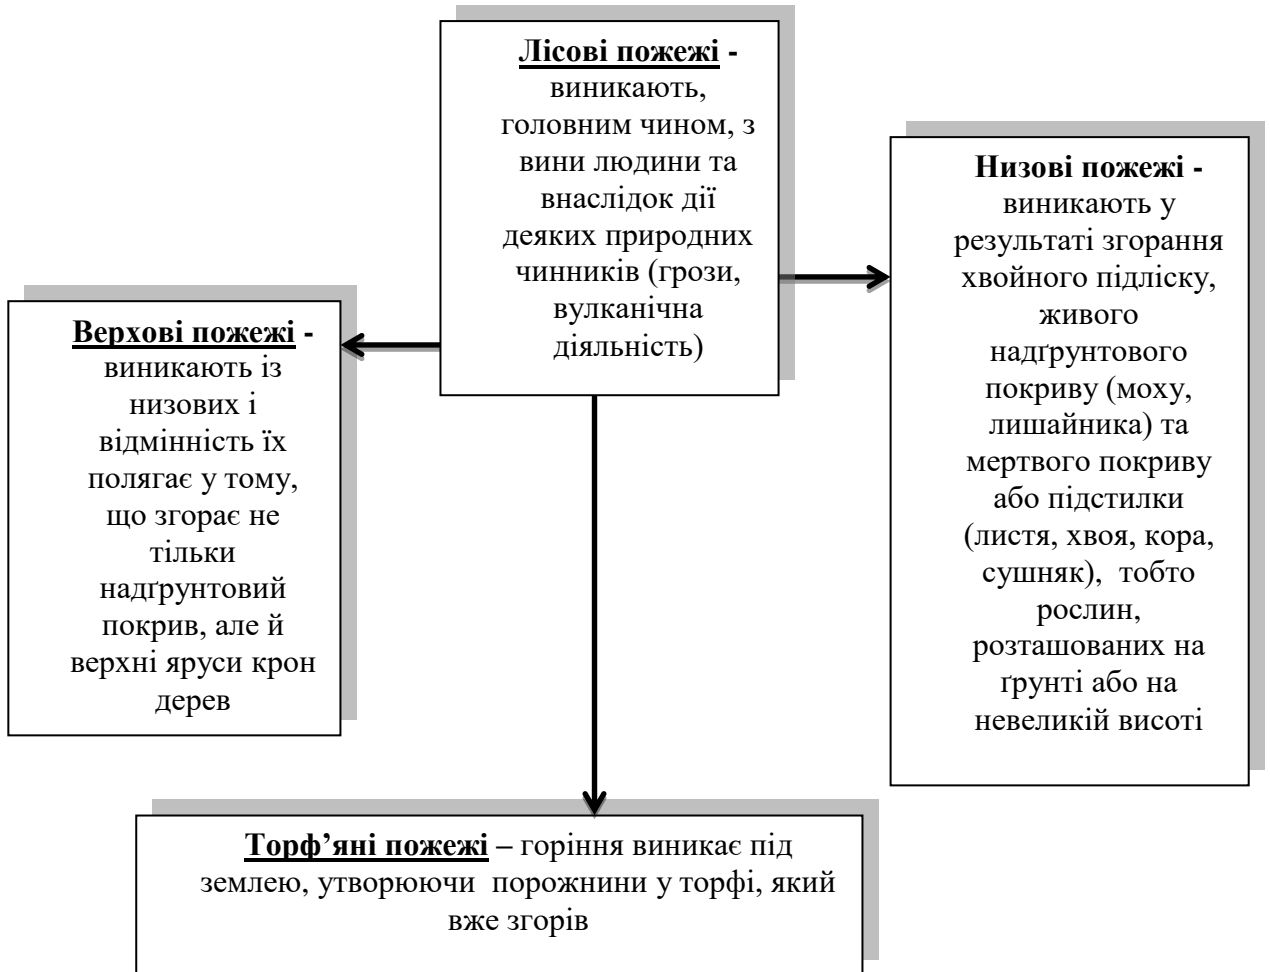 Лісові пожежі -
виникають,
головним чином, з
вини людини та
внаслідок дії
деяких природних
чинників (грози,
вулканічна
діяльність)
Верхові пожежі -
виникають із
низових і
відмінність їх
полягає у тому,
що згорає не
тільки
надґрунтовий
покрив, але й
верхні яруси крон
дерев
Низові пожежі -
виникають у
результаті згорання
хвойного підліску,
живого
надґрунтового
покриву (моху,
лишайника) та
мертвого покриву
або підстилки
(листя, хвоя, кора,
сушняк),  тобто
рослин,
розташованих на
ґрунті або на
невеликій висоті
Торф’яні пожежі – горіння виникає під
землею, утворюючи  порожнини у торфі, який
вже згорів